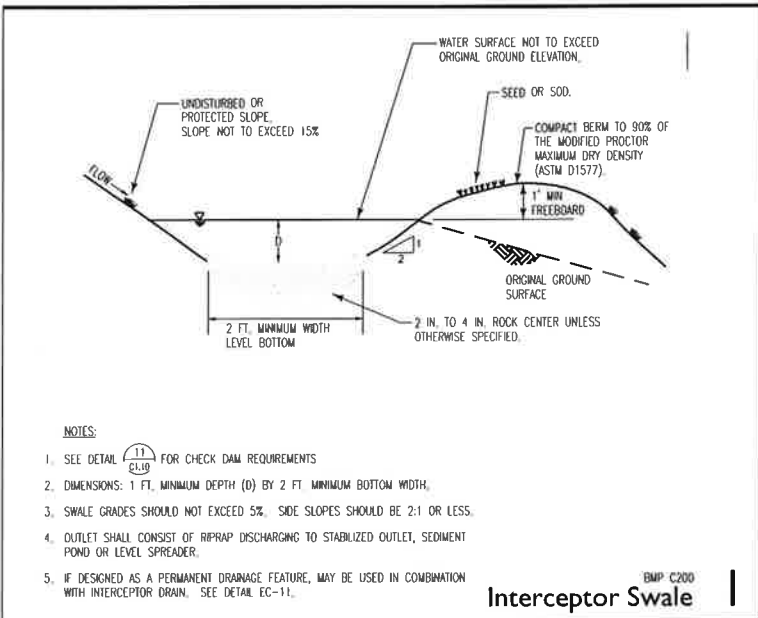 WATER SURFACE NOT TO EXCEED
ORIGINAL GROUND ELEVATION.
SEED OR SOD.
UNDISTURBED OR
PROTECTED SLOPE.
SLOPE NOT TO EXCEED 15%
COMPACT BERM TO 90% OF
THE MODIFIED PROCTOR
MAXIMUM DRY DENSITY
(ASTM D1577).
FLOW
1' MIN
FREEBOARD
D
1
2
ORIGINAL GROUND
SURFACE
2 FT. MINIMUM WIDTH
LEVEL BOTTOM
2 IN. TO 4 IN. ROCK CENTER UNLESS
OTHERWISE SPECIFIED.
NOTES:
1. SEE DETAIL 11 C1.10 FOR CHECK DAM REQUIREMENTS
2. DIMENSIONS: 1 FT. MINIMUM DEPTH (D) BY 2 FT MINIMUM BOTTOM WIDTH.
3. SWALE GRADES SHOULD NOT EXCEED 5%. SIDE SLOPES SHOULD BE 2:1 OR LESS.
4. OUTLET SHALL CONSIST OF RIPRAP DISCHARGING TO STABILIZED OUTLET, SEDIMENT
POND OR LEVEL SPREADER.
5. IF DESIGNED AS A PERMANENT DRAINAGE FEATURE, MAY BE USED IN COMBINATION
WITH INTERCEPTOR DRAIN. SEE DETAIL EC-11.
BMP C200
Interceptor Swale